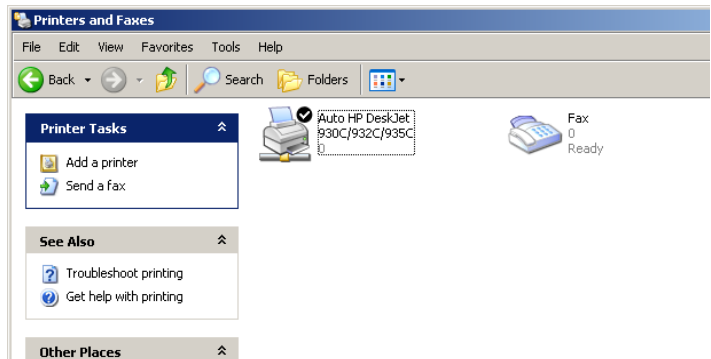 Printers and Faxes
File Edit View Favorites Tools Help
Back Search Folders
Printer Tasks
Add a printer
Send a fax
See Also
Troubleshoot printing
Get help with printing
Other Places
Auto HP DeskJet
930C/932C/935C
0
Fax
0
Ready